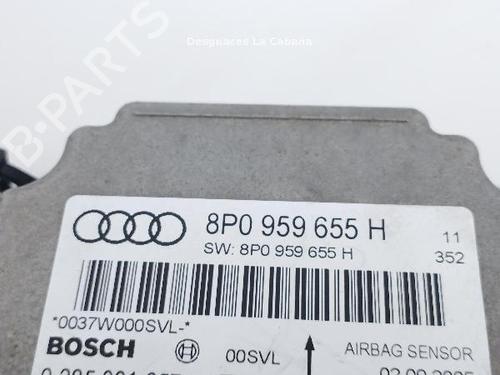 Desguaces La Cabaña
B-PARTS
8P0 959 655 H
11
SW: 8P0 959 655 H
352
*0037W000SVL-*
BOSCH
00SVL
AIRBAG SENSOR